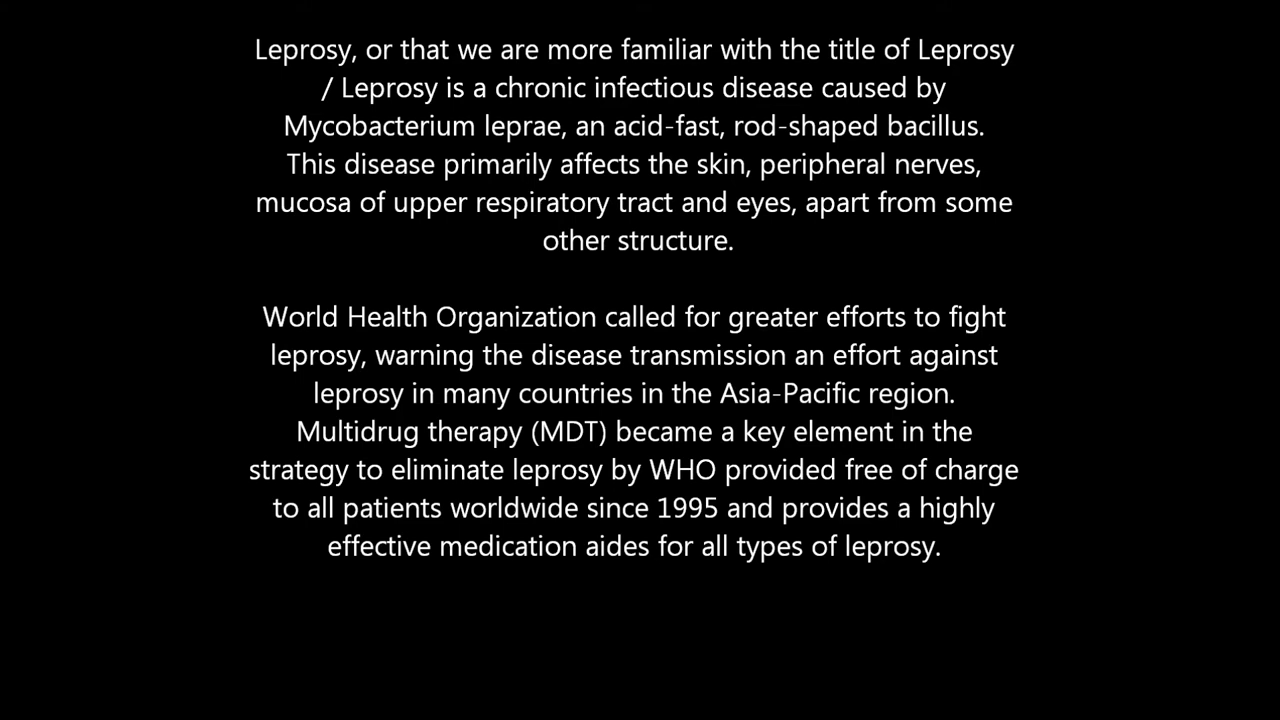 Leprosy, or that we are more familiar with the title of Leprosy
/ Leprosy is a chronic infectious disease caused by
Mycobacterium leprae, an acid-fast, rod-shaped bacillus.
This disease primarily affects the skin, peripheral nerves,
mucosa of upper respiratory tract and eyes, apart from some
other structure.
World Health Organization called for greater efforts to fight
leprosy, warning the disease transmission an effort against
leprosy in many countries in the Asia-Pacific region.
Multidrug therapy (MDT) became a key element in the
strategy to eliminate leprosy by WHO provided free of charge
to all patients worldwide since 1995 and provides a highly
effective medication aides for all types of leprosy.